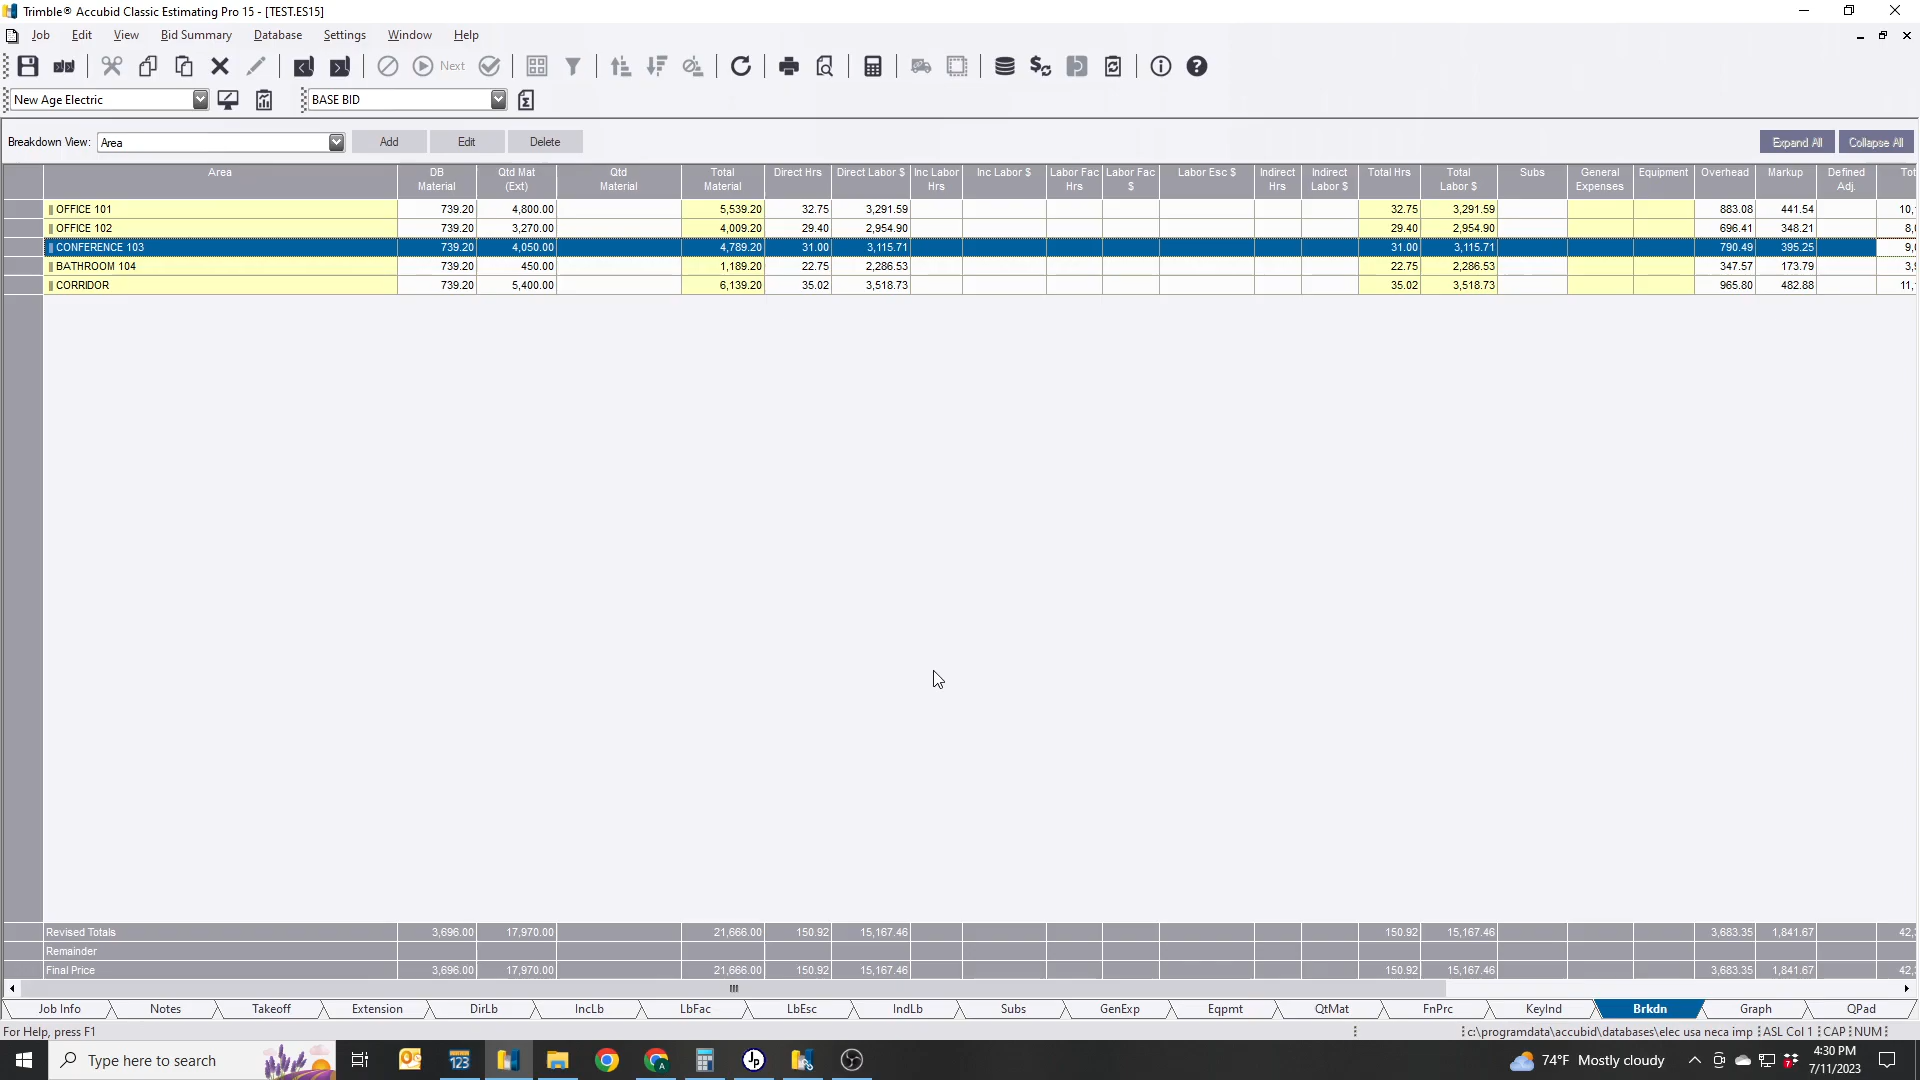 Trimble® Accubid Classic Estimating Pro 15 - [TEST.ES15]
Job Edit View Bid Summary Database Settings Window Help
Next
New Age Electric BASE BID
Breakdown View: Area Add Edit Delete Expand All Collapse All
Area DB Material Qtd Mat (Ext) Qtd Material Total Material Direct Hrs Direct Labor $ Inc Labor Hrs Inc Labor $ Labor Fac Hrs Labor Fac $ Labor Esc $ Indirect Hrs Indirect Labor $ Total Hrs Total Labor $ Subs General Expenses Equipment Overhead Markup Defined Adj. Tot
OFFICE 101 739.20 4,800.00 5,539.20 32.75 3,291.59 32.75 3,291.59 883.08 441.54 10,
OFFICE 102 739.20 3,270.00 4,009.20 29.40 2,954.90 29.40 2,954.90 696.41 348.21 8,
CONFERENCE 103 739.20 4,050.00 4,789.20 31.00 3,115.71 31.00 3,115.71 790.49 395.25 9,
BATHROOM 104 739.20 450.00 1,189.20 22.75 2,286.53 22.75 2,286.53 347.57 173.79 3,
CORRIDOR 739.20 5,400.00 6,139.20 35.02 3,518.73 35.02 3,518.73 965.80 482.88 11,
Revised Totals 3,696.00 17,970.00 21,666.00 150.92 15,167.46 150.92 15,167.46 3,683.35 1,841.67 42,
Remainder
Final Price 3,696.00 17,970.00 21,666.00 150.92 15,167.46 150.92 15,167.46 3,683.35 1,841.67 42,
Job Info Notes Takeoff Extension DirLb IncLb LbFac LbEsc IndLb Subs GenExp Eqpmt QtMat FnPrc KeyInd Brkdn Graph QPad
For Help, press F1 c:\programdata\accubid\databases\elec usa neca imp ASL Col 1 CAP NUM
Type here to search 123 JP 74°F Mostly cloudy 4:30 PM
7/11/2023